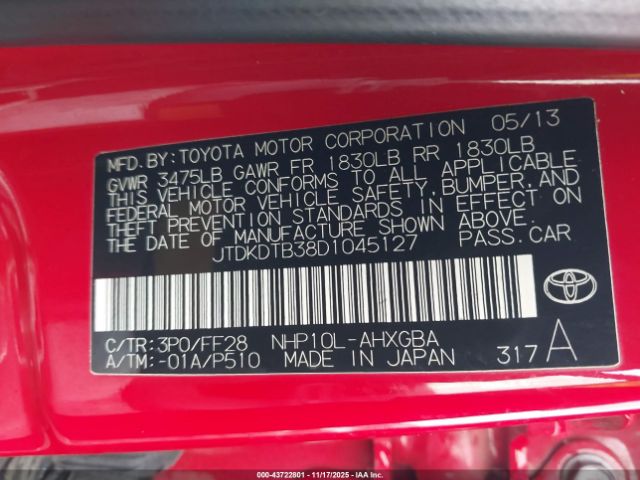 MFD. BY: TOYOTA MOTOR CORPORATION 05/13
GVWR 3475LB GAWR FR 1830LB RR 1830LB
THIS VEHICLE CONFORMS TO ALL APPLICABLE
FEDERAL MOTOR VEHICLE SAFETY, BUMPER, AND
THEFT PREVENTION STANDARDS IN EFFECT ON
THE DATE OF MANUFACTURE SHOWN ABOVE.
JTDKDTB38D1045127 PASS. CAR
C/TR: 3P0/FF28 NHP10L-AHXGBA
A/TM: -01A/P510 MADE IN JAPAN 317 A
000-43722801 | 11/17/2025 - IAA, Inc.